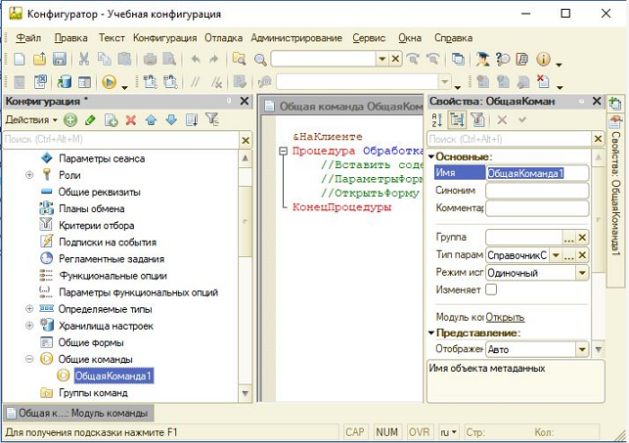 Конфигуратор - Учебная конфигурация
Файл Правка Текст Конфигурация Отладка Администрирование Сервис Окна Справка
Конфигурация *
Действия
Поиск (Ctrl+Alt+M)
Параметры сеанса
Роли
Общие реквизиты
Планы обмена
Критерии отбора
Подписки на события
Регламентные задания
Функциональные опции
Параметры функциональных опций
Определяемые типы
Хранилища настроек
Общие формы
Общие команды
ОбщаяКоманда1
Группы команд
Общая команда ОбщаяКом
&НаКлиенте
Процедура Обработка
//Вставить соде
//ПараметрыФорм
//ОткрытьФорму
КонецПроцедуры
Свойства: ОбщаяКоман
Поиск (Ctrl+Alt+I)
Основные:
Имя ОбщаяКоманда1
Синоним
Комментар
Группа ...
Тип парам СправочникС ...
Режим исг Одиночный
Изменяет
Модуль ког Открыть
Представление:
Отображен Авто
Имя объекта метаданных
Свойства: ОбщаяКоманда1
Общая к...: Модуль команды
Для получения подсказки нажмите F1 CAP NUM OVR ru Стр: Кол: